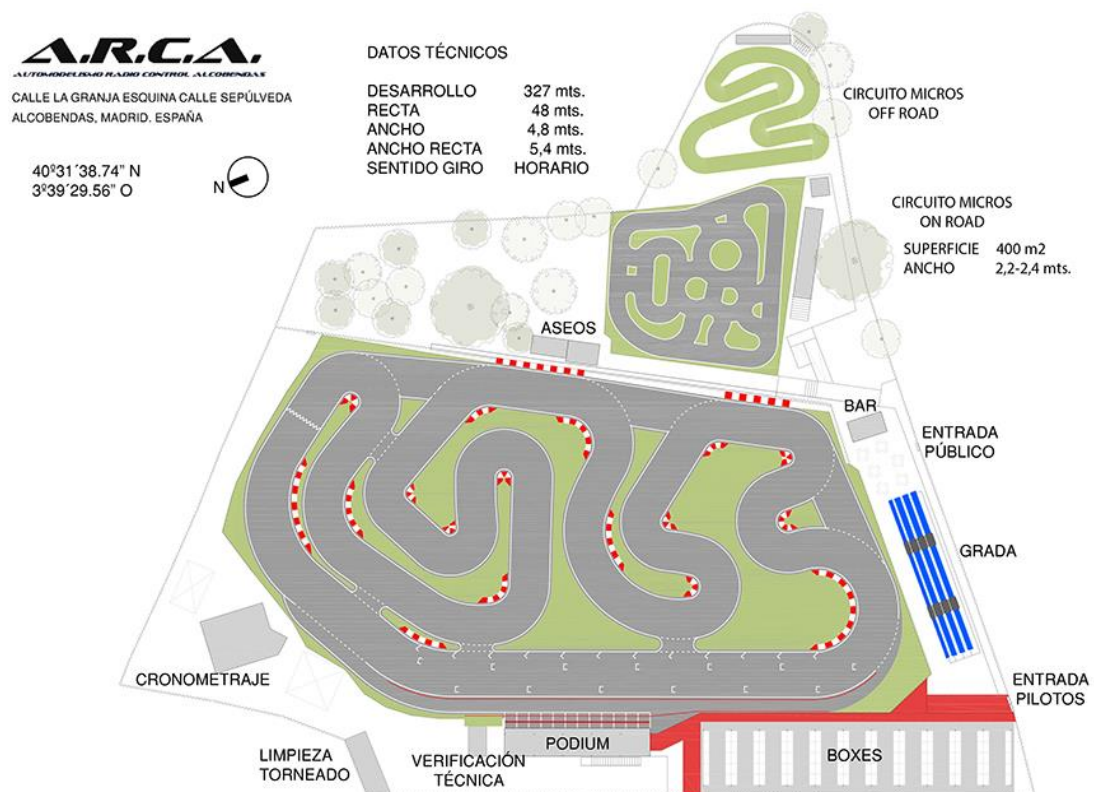 A.R.C.A.
AUTOMODELISMO RADIO CONTROL ALCOBENDAS
CALLE LA GRANJA ESQUINA CALLE SEPÚLVEDA
ALCOBENDAS, MADRID. ESPAÑA
40º31´38.74” N
3º39´29.56” O
N
DATOS TÉCNICOS
DESARROLLO 327 mts.
RECTA 48 mts.
ANCHO 4,8 mts.
ANCHO RECTA 5,4 mts.
SENTIDO GIRO HORARIO
CIRCUITO MICROS
OFF ROAD
CIRCUITO MICROS
ON ROAD
SUPERFICIE 400 m2
ANCHO 2,2-2,4 mts.
ASEOS
BAR
ENTRADA
PÚBLICO
GRADA
CRONOMETRAJE
ENTRADA
PILOTOS
LIMPIEZA
TORNEADO
VERIFICACIÓN
TÉCNICA
PODIUM
BOXES